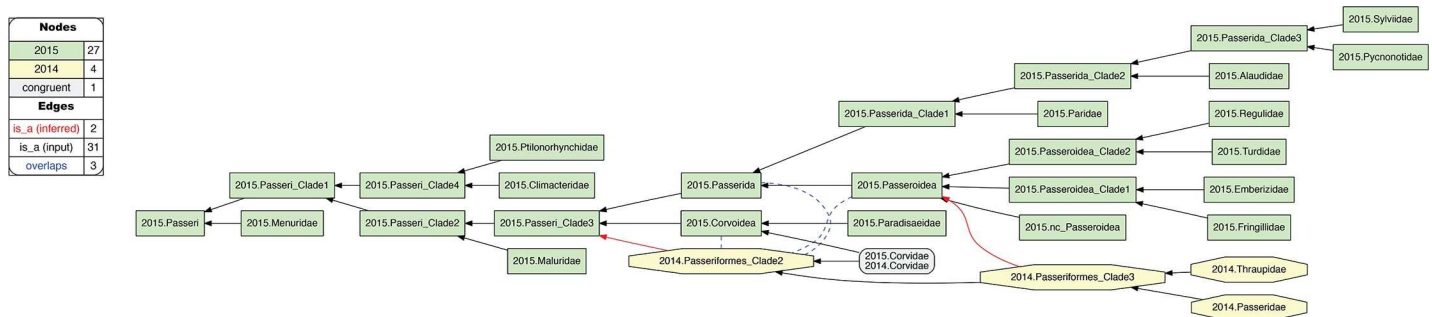 Nodes
2015 27
2014 4
congruent 1
Edges
is_a (inferred) 2
is_a (input) 31
overlaps 3
2015.Sylviidae
2015.Passerida_Clade3
2015.Pycnonotidae
2015.Passerida_Clade2
2015.Alaudidae
2015.Passerida_Clade1
2015.Paridae
2015.Regulidae
2015.Ptilonorhynchidae
2015.Passeroidea_Clade2
2015.Turdidae
2015.Passeri_Clade1
2015.Passeri_Clade4
2015.Climacteridae
2015.Passerida
2015.Passeroidea
2015.Passeroidea_Clade1
2015.Emberizidae
2015.Passeri
2015.Menuridae
2015.Passeri_Clade2
2015.Passeri_Clade3
2015.Corvoidea
2015.Paradisaeidae
2015.nc_Passeroidea
2015.Fringillidae
2015.Maluridae
2014.Passeriformes_Clade2
2015.Corvidae
2014.Corvidae
2014.Passeriformes_Clade3
2014.Thraupidae
2014.Passeridae